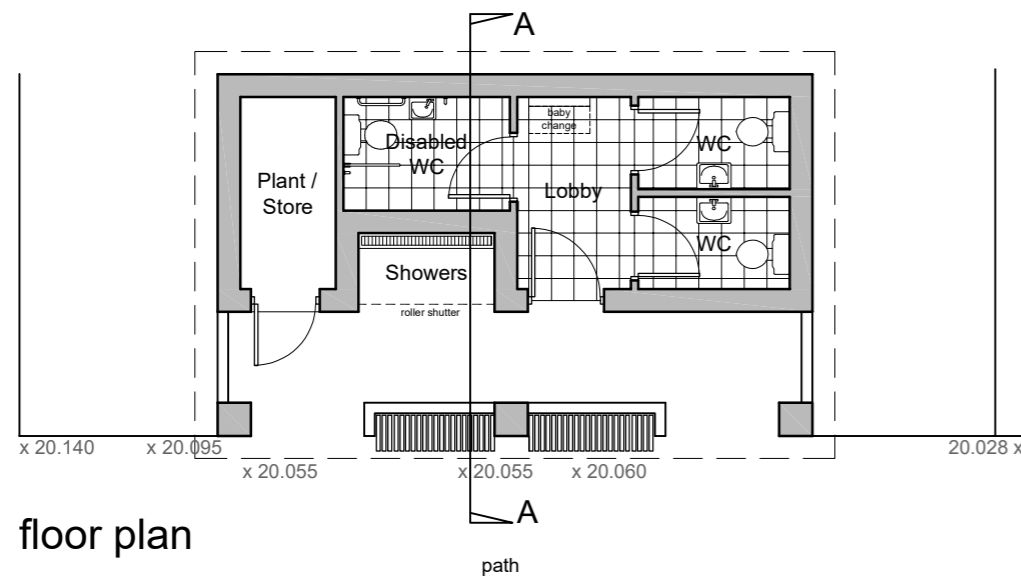 A
baby
change
Disabled
WC
WC
Plant /
Store
Lobby
WC
Showers
roller shutter
x 20.140
x 20.095
20.028 x
x 20.055
x 20.055
x 20.060
A
floor plan
path